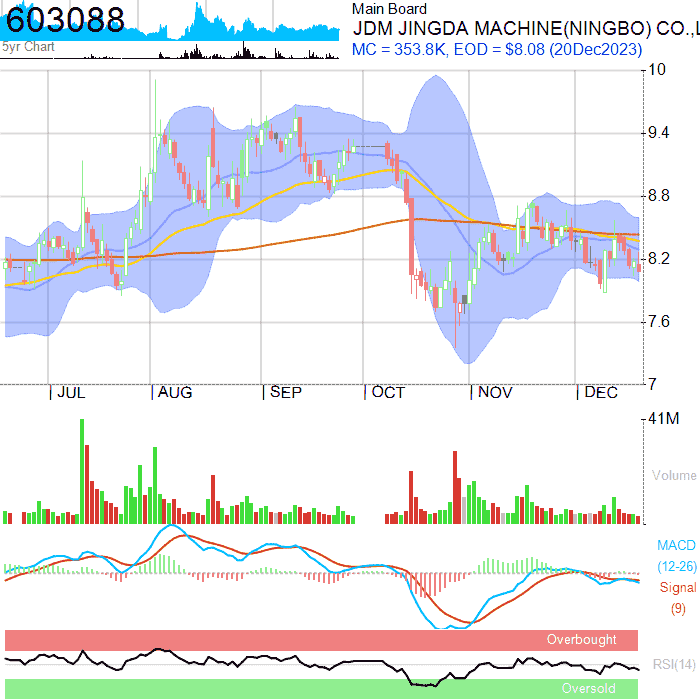 603088
5yr Chart
Main Board
JDM JINGDA MACHINE(NINGBO) CO.,L
MC = 353.8K, EOD = $8.08 (20Dec2023)
10
9.4
8.8
8.2
7.6
7
JUL AUG SEP OCT NOV DEC
41M
Volume
MACD
(12-26)
Signal
(9)
Overbought
RSI(14)
Oversold